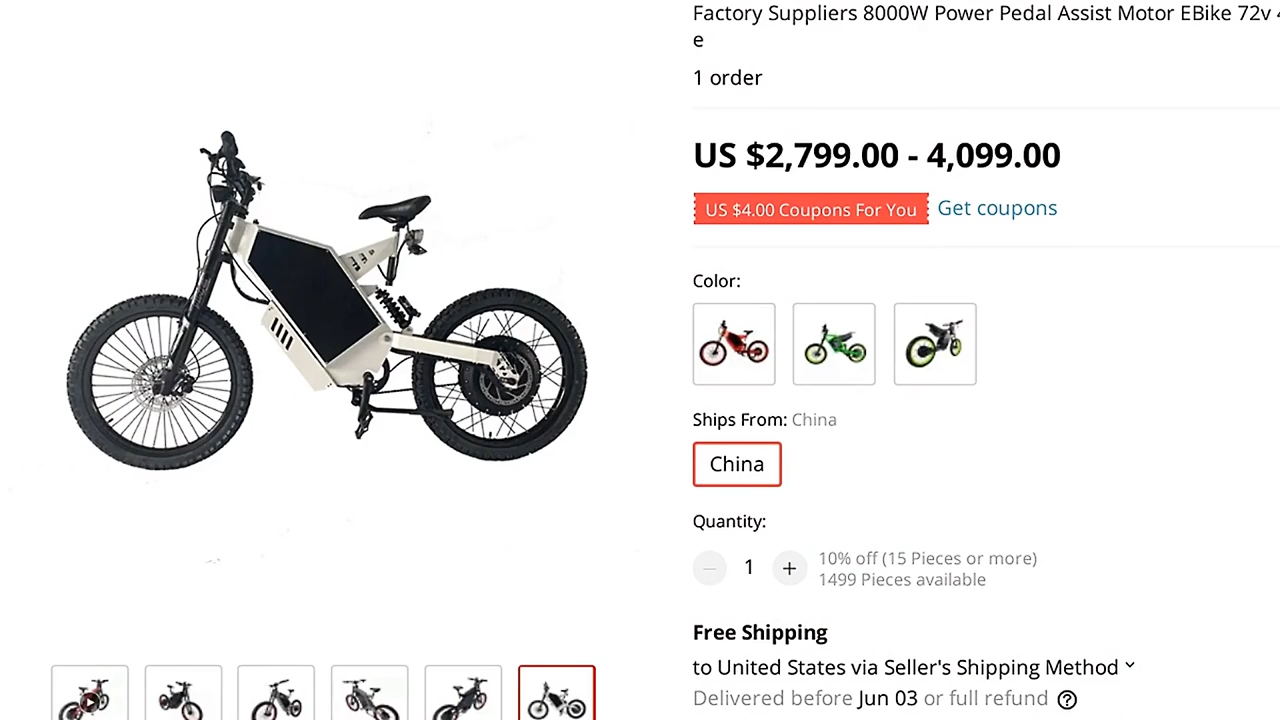 Factory Suppliers 8000W Power Pedal Assist Motor EBike 72v
e
1 order
US $2,799.00 - 4,099.00
US $4.00 Coupons For You Get coupons
Color:
Ships From: China
China
Quantity:
1 + 10% off (15 Pieces or more)
1499 Pieces available
Free Shipping
to United States via Seller's Shipping Method
Delivered before Jun 03 or full refund ?